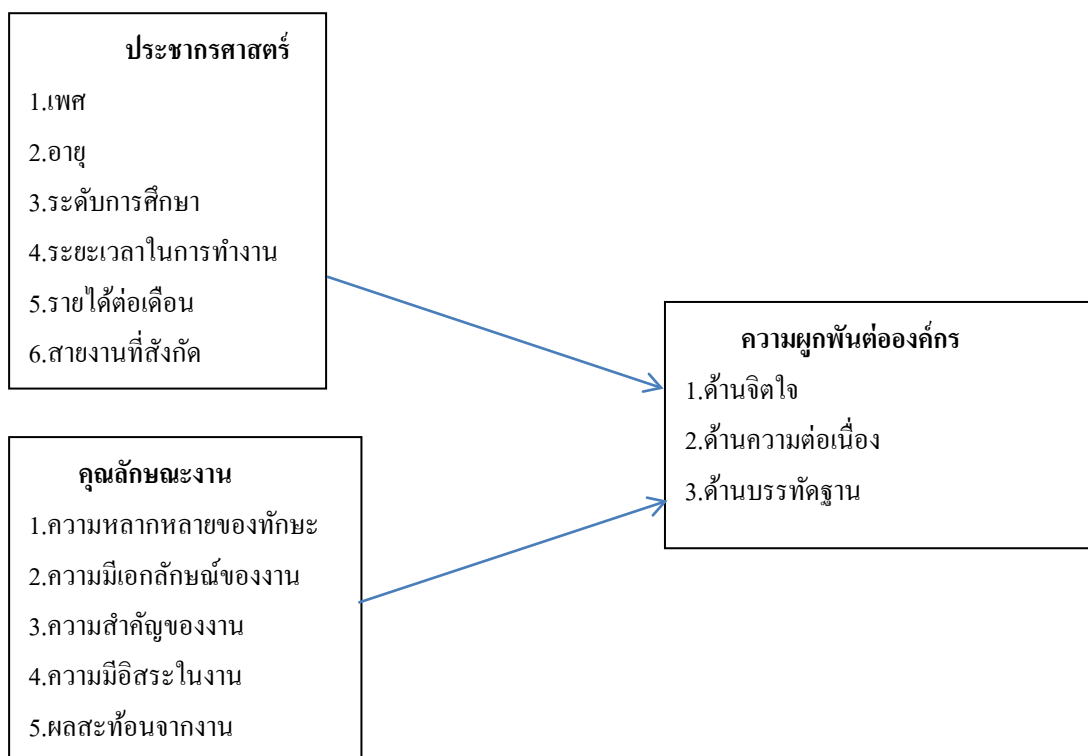 ประชากรศาสตร์
1.เพศ
2.อายุ
3.ระดับการศึกษา
4.ระยะเวลาในการทำงาน
5.รายได้ต่อเดือน
6.สายงานที่สังกัด
ความผูกพันต่อองค์กร
1.ด้านจิตใจ
2.ด้านความต่อเนื่อง
3.ด้านบรรทัดฐาน
คุณลักษณะงาน
1.ความหลากหลายของทักษะ
2.ความมีเอกลักษณ์ของงาน
3.ความสำคัญของงาน
4.ความมีอิสระในงาน
5.ผลสะท้อนจากงาน